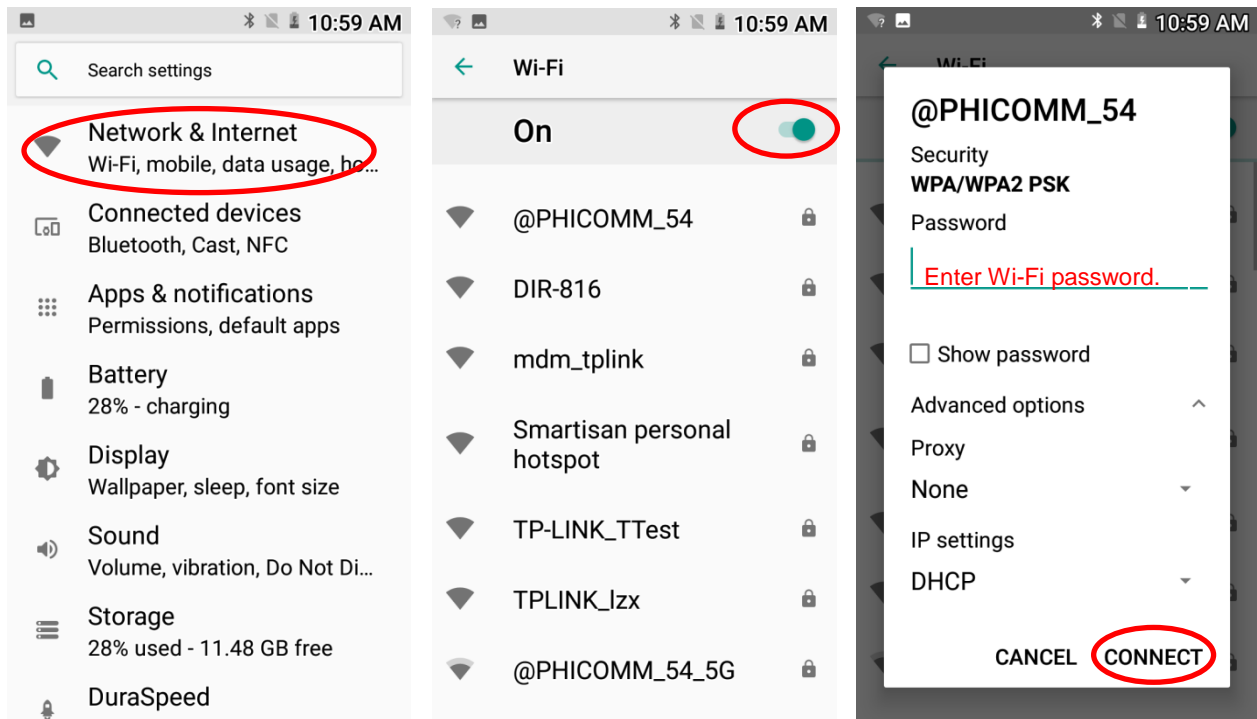 10:59 AM
Search settings
Network & Internet
Wi-Fi, mobile, data usage, ho...
Connected devices
Bluetooth, Cast, NFC
Apps & notifications
Permissions, default apps
Battery
28% - charging
Display
Wallpaper, sleep, font size
Sound
Volume, vibration, Do Not Di...
Storage
28% used - 11.48 GB free
DuraSpeed
10:59 AM
Wi-Fi
On
@PHICOMM_54
DIR-816
mdm_tplink
Smartisan personal
hotspot
TP-LINK_TTest
TPLINK_lzx
@PHICOMM_54_5G
10:59 AM
Wi-Fi
@PHICOMM_54
Security
WPA/WPA2 PSK
Password
Enter Wi-Fi password.
Show password
Advanced options
Proxy
None
IP settings
DHCP
CANCEL CONNECT